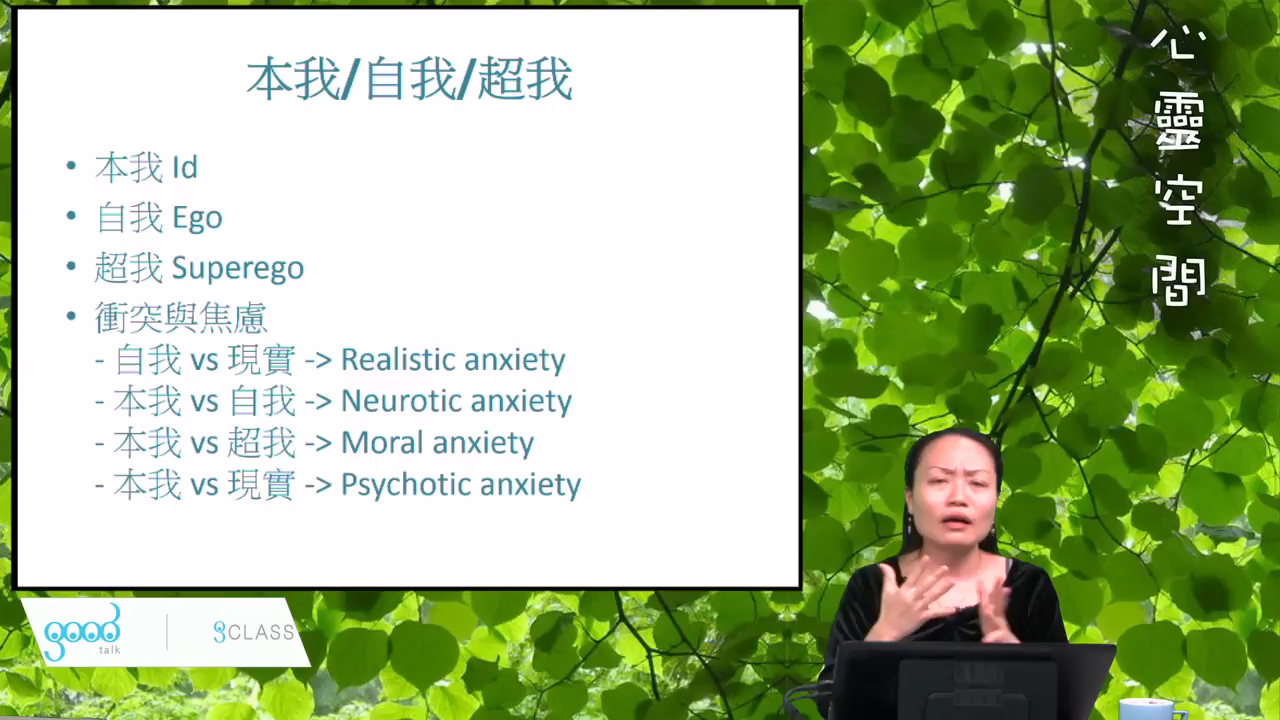 本我/自我/超我
• 本我 Id
• 自我 Ego
• 超我 Superego
• 衝突與焦慮
- 自我 vs 現實 -> Realistic anxiety
- 本我 vs 自我 -> Neurotic anxiety
- 本我 vs 超我 -> Moral anxiety
- 本我 vs 現實 -> Psychotic anxiety
心靈空間
good
talk
CLASS